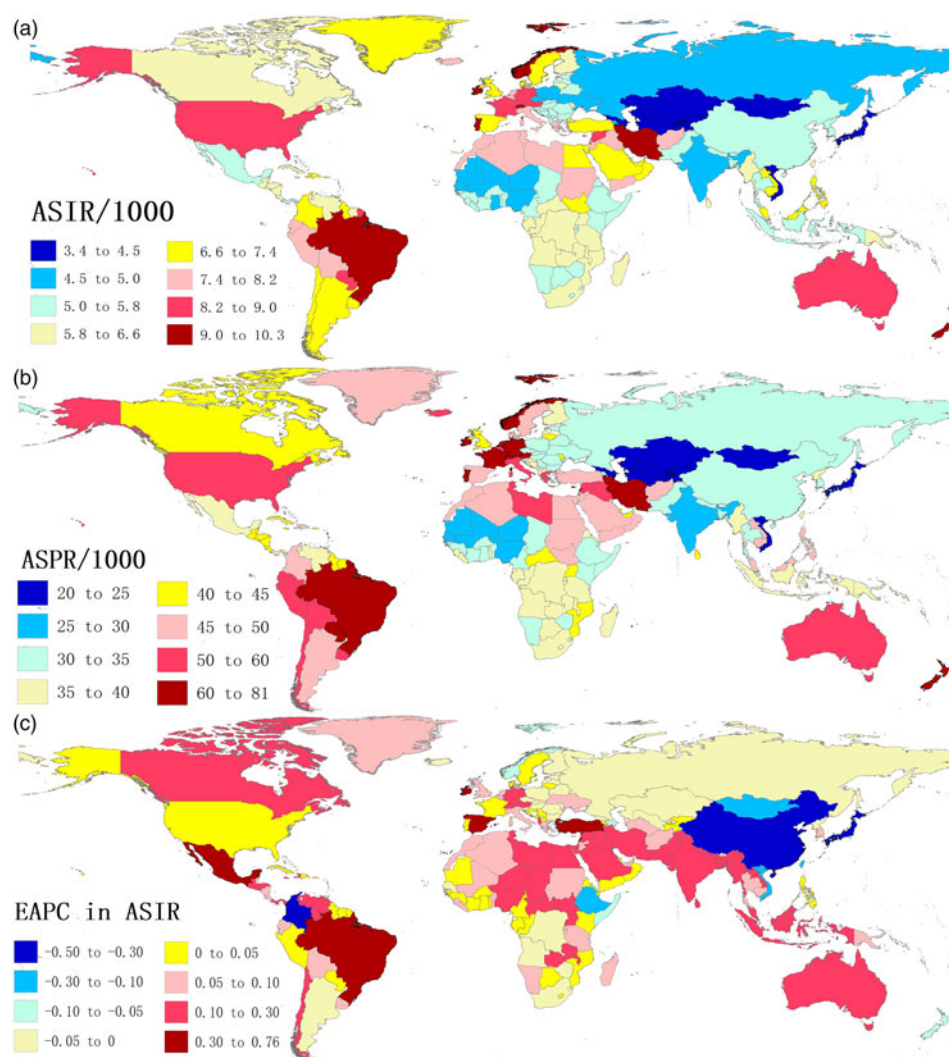 (a)
ASIR/1000
3.4 to 4.5
6.6 to 7.4
4.5 to 5.0
7.4 to 8.2
5.0 to 5.8
8.2 to 9.0
5.8 to 6.6
9.0 to 10.3
(b)
ASPR/1000
20 to 25
40 to 45
25 to 30
45 to 50
30 to 35
50 to 60
35 to 40
60 to 81
(c)
EAPC in ASIR
-0.50 to -0.30
0 to 0.05
-0.30 to -0.10
0.05 to 0.10
-0.10 to -0.05
0.10 to 0.30
-0.05 to 0
0.30 to 0.76